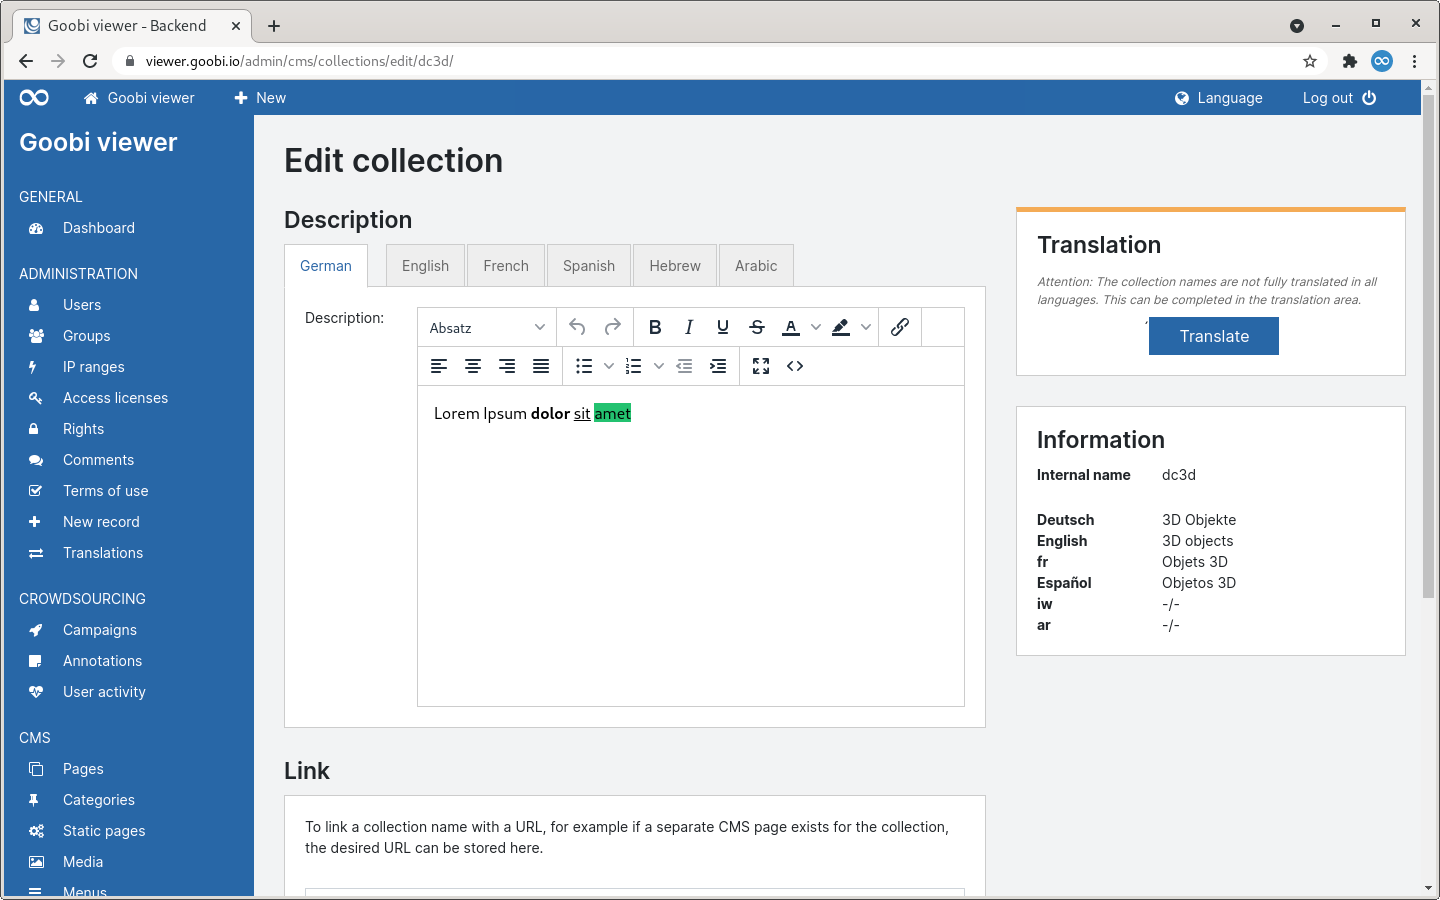 Goobi viewer - Backend
viewer.goobi.io/admin/cms/collections/edit/dc3d/
Goobi viewer
New
Language
Log out
Goobi viewer
GENERAL
Dashboard
ADMINISTRATION
Users
Groups
IP ranges
Access licenses
Rights
Comments
Terms of use
New record
Translations
CROWDSOURCING
Campaigns
Annotations
User activity
CMS
Pages
Categories
Static pages
Media
Menus
Edit collection
Description
German
English
French
Spanish
Hebrew
Arabic
Description:
Absatz
Lorem Ipsum dolor sit amet
Link
To link a collection name with a URL, for example if a separate CMS page exists for the collection,
the desired URL can be stored here.
Translation
Attention: The collection names are not fully translated in all
languages. This can be completed in the translation area.
Translate
Information
Internal name dc3d
Deutsch 3D Objekte
English 3D objects
fr Objets 3D
Español Objetos 3D
iw -/-
ar -/-